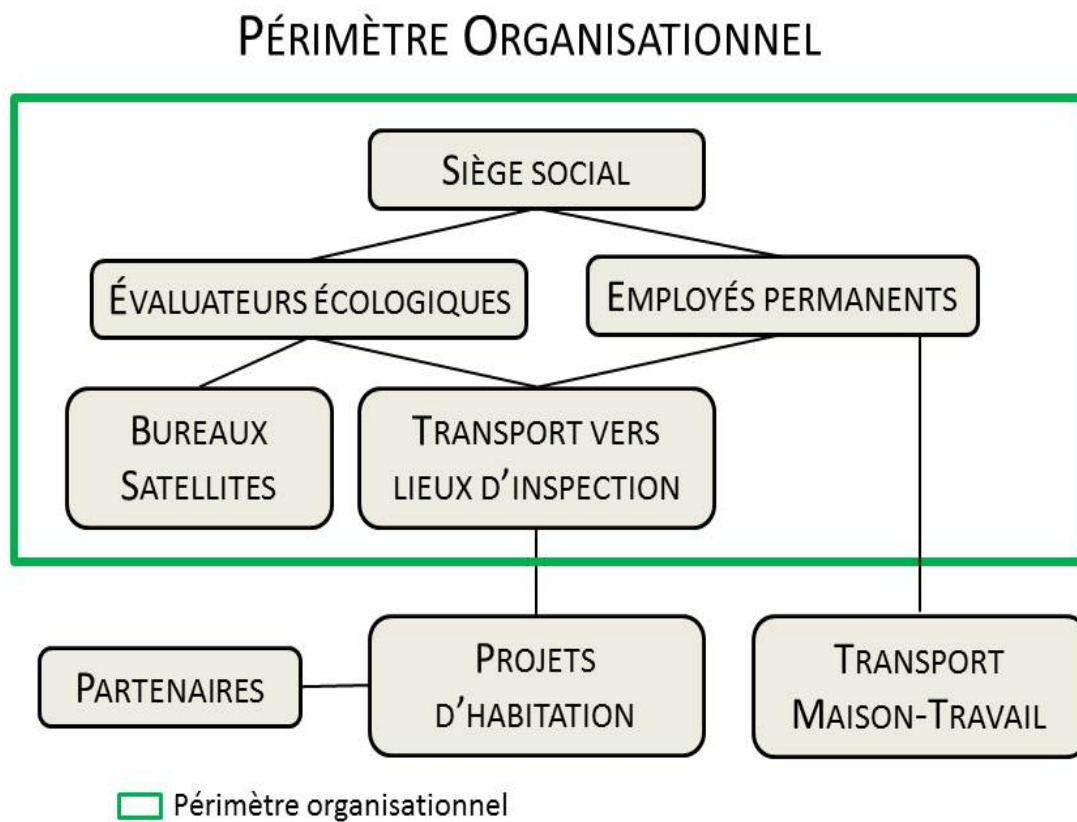 PÉRIMÈTRE ORGANISATIONNEL
SIÈGE SOCIAL
ÉVALUATEURS ÉCOLOGIQUES
EMPLOYÉS PERMANENTS
BUREAUX
SATELLITES
TRANSPORT VERS
LIEUX D'INSPECTION
PARTENAIRES
PROJETS
D'HABITATION
TRANSPORT
MAISON-TRAVAIL
Périmètre organisationnel